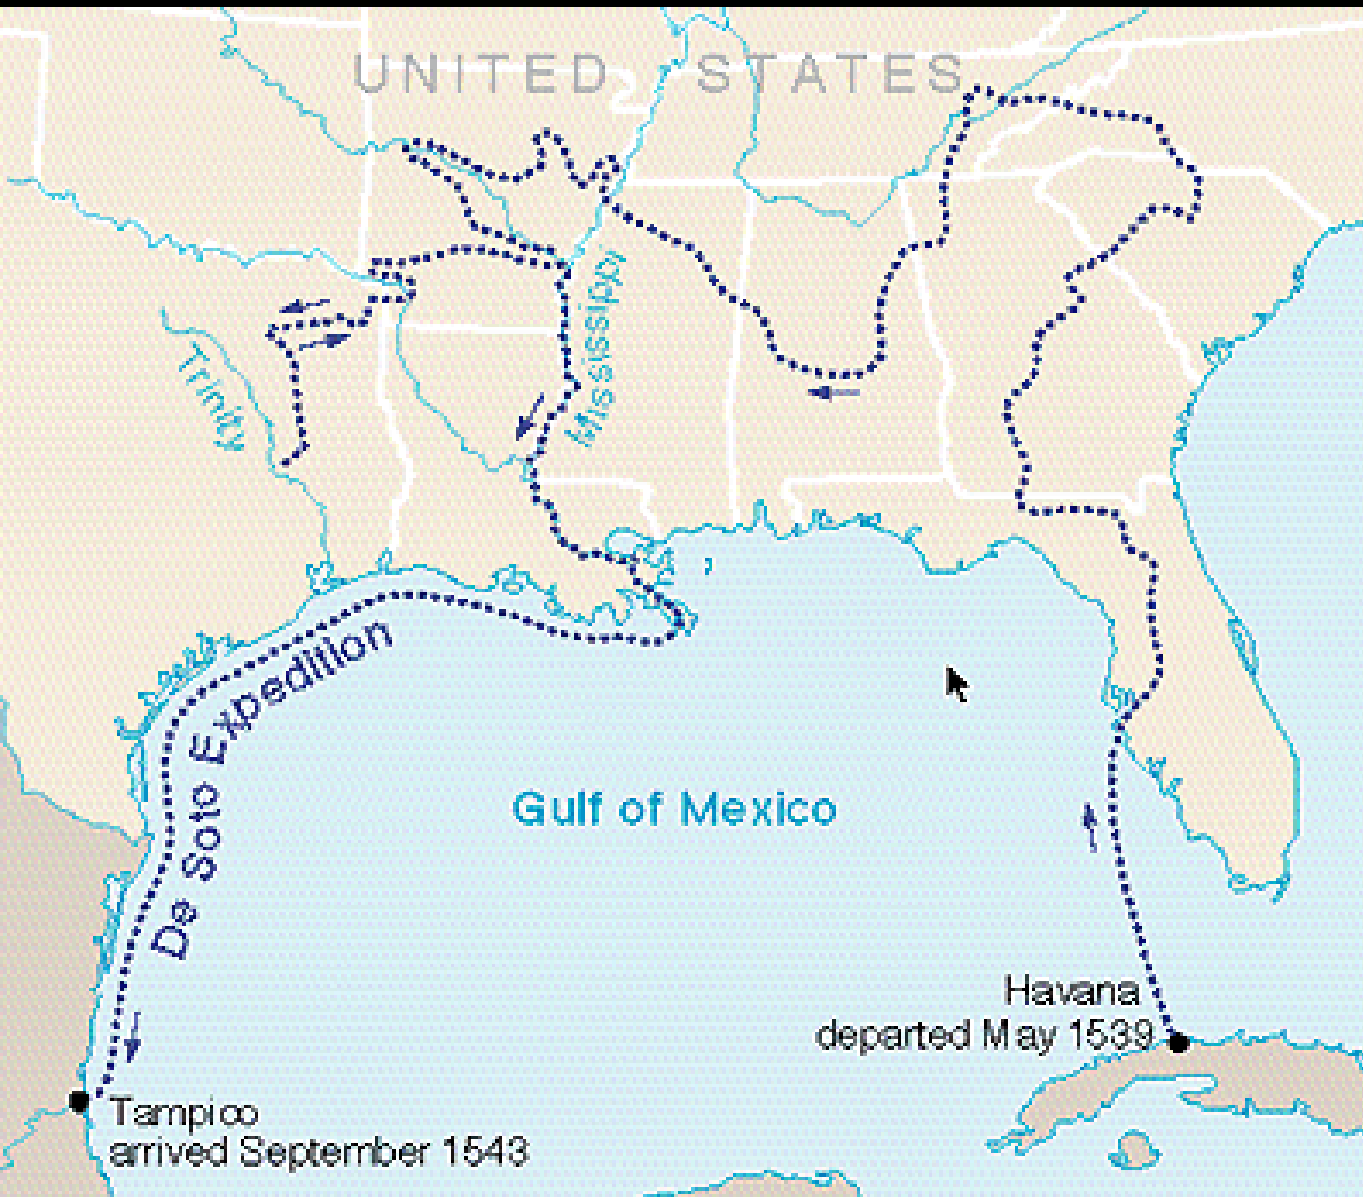 UNITED STATES
Mississippi
Trinity
De Soto Expedition
Gulf of Mexico
Havana
departed May 1539
Tampico
arrived September 1543